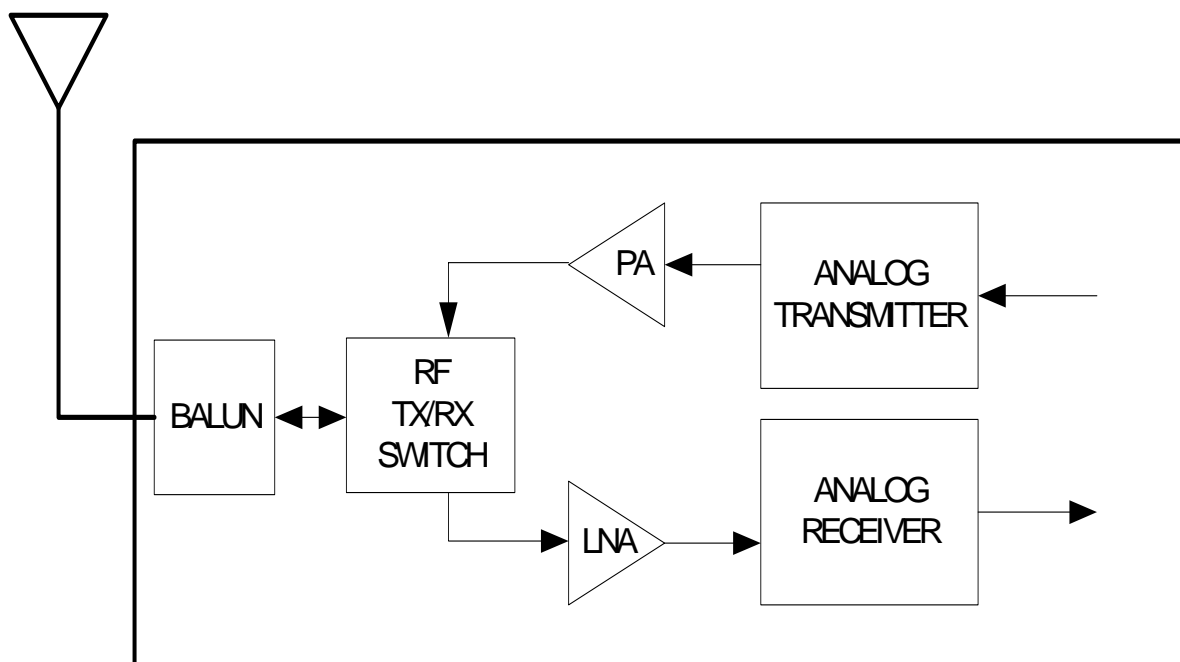 PA
ANALOG
TRANSMITTER
BALUN
RF
TX/RX
SWITCH
LNA
ANALOG
RECEIVER